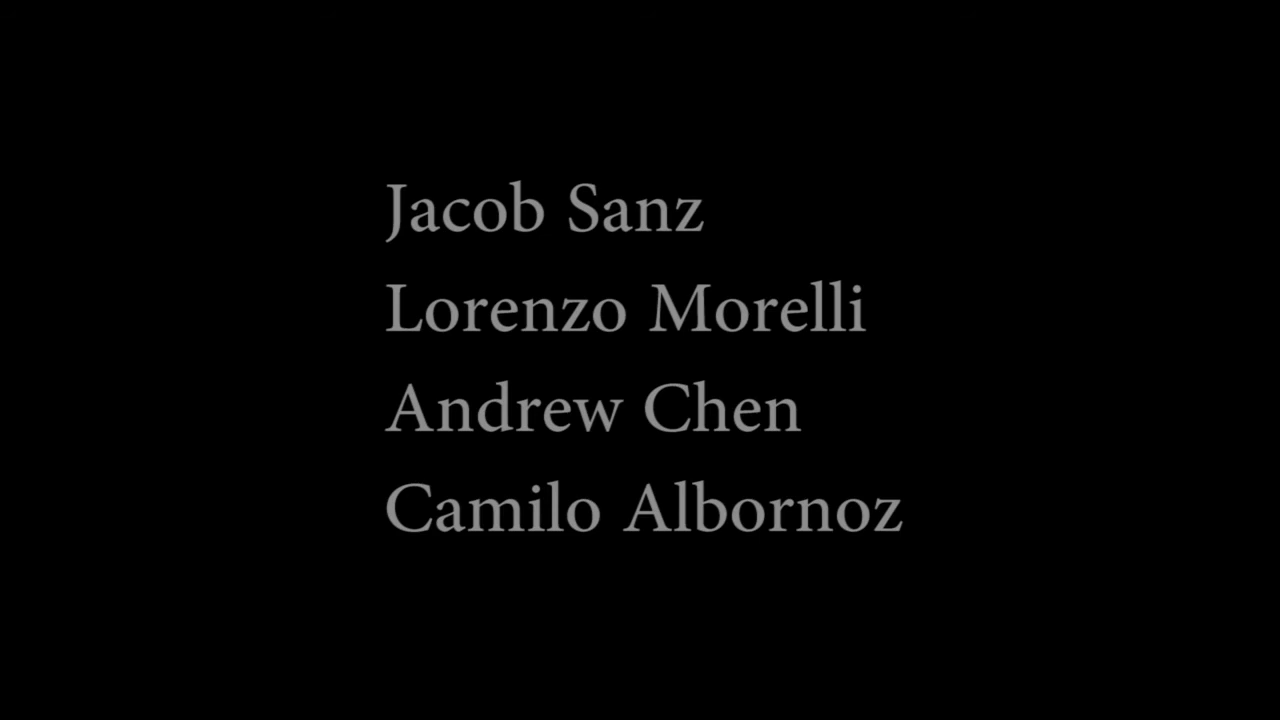 Jacob Sanz
Lorenzo Morelli
Andrew Chen
Camilo Albornoz